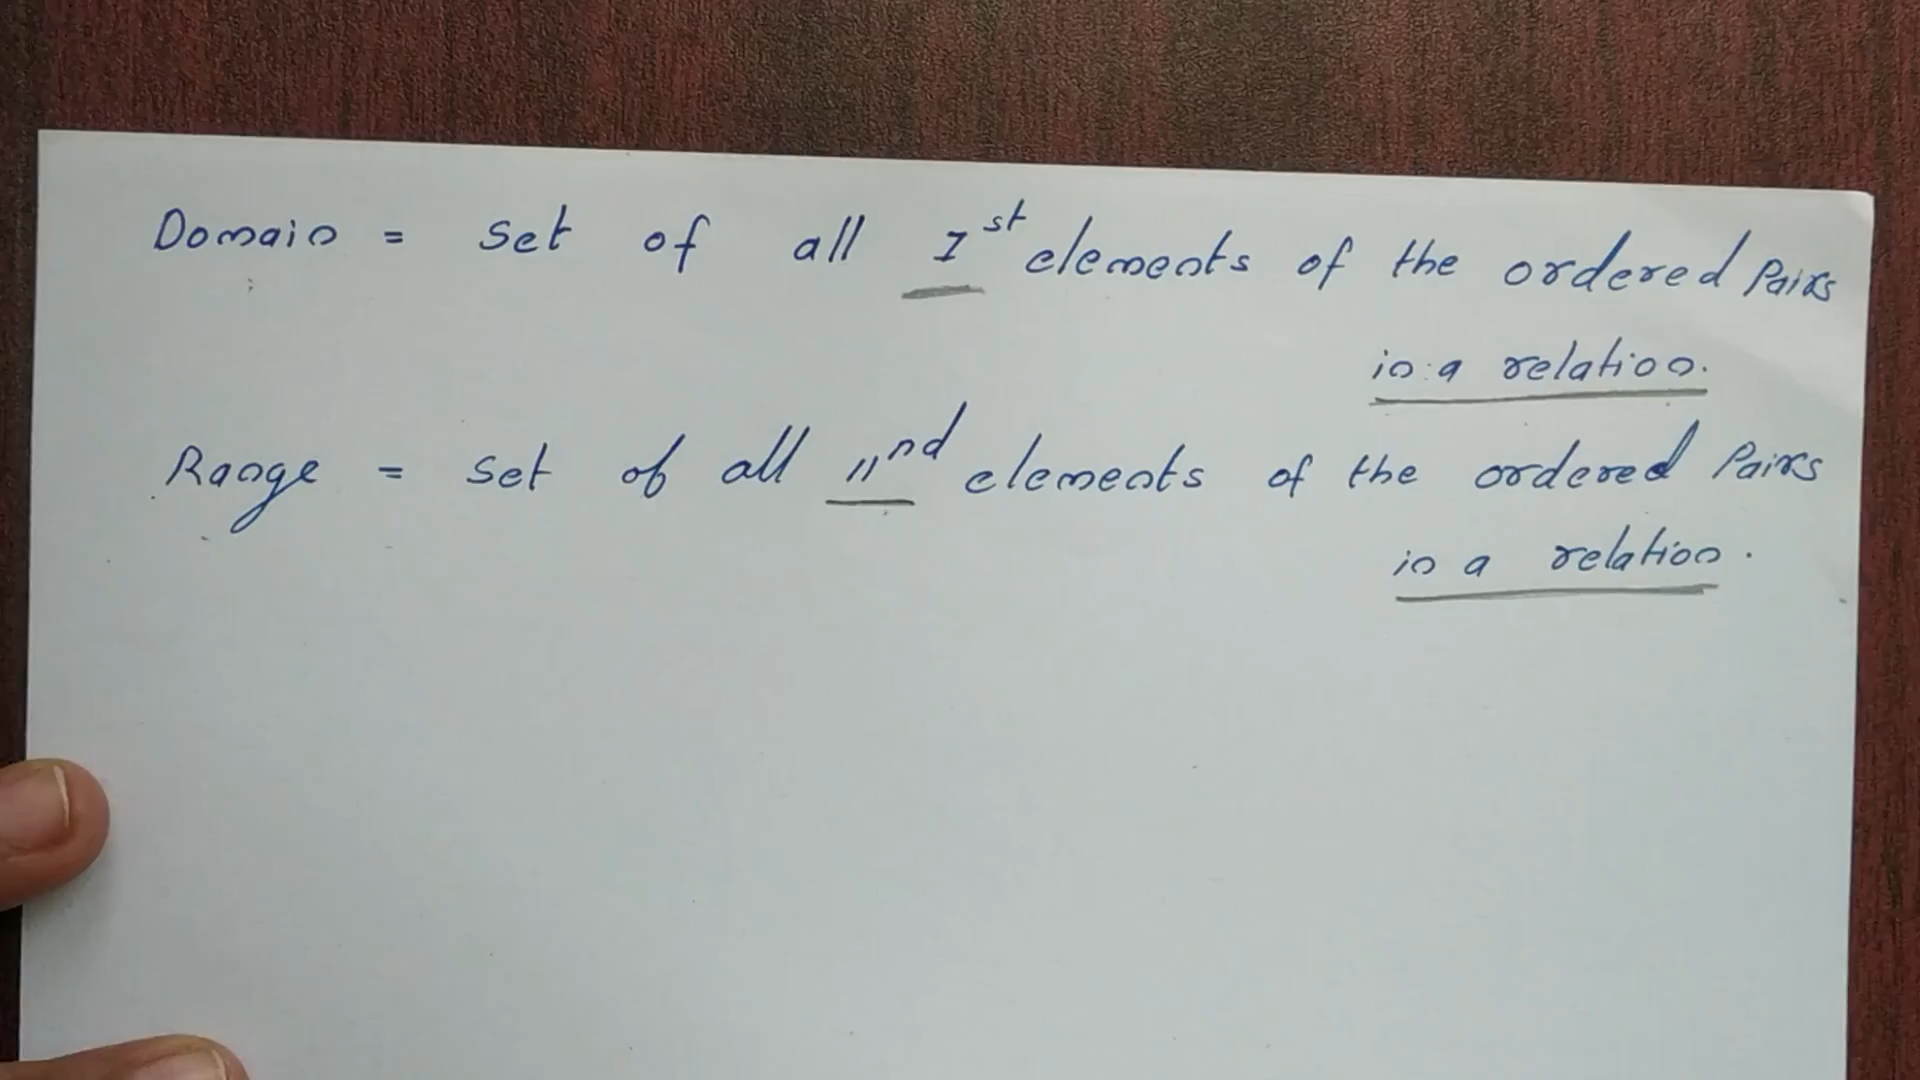 Domain = set of all Ist elements of the ordered Pairs
in a relation.
Range = set of all IInd elements of the ordered Pairs
in a relation.